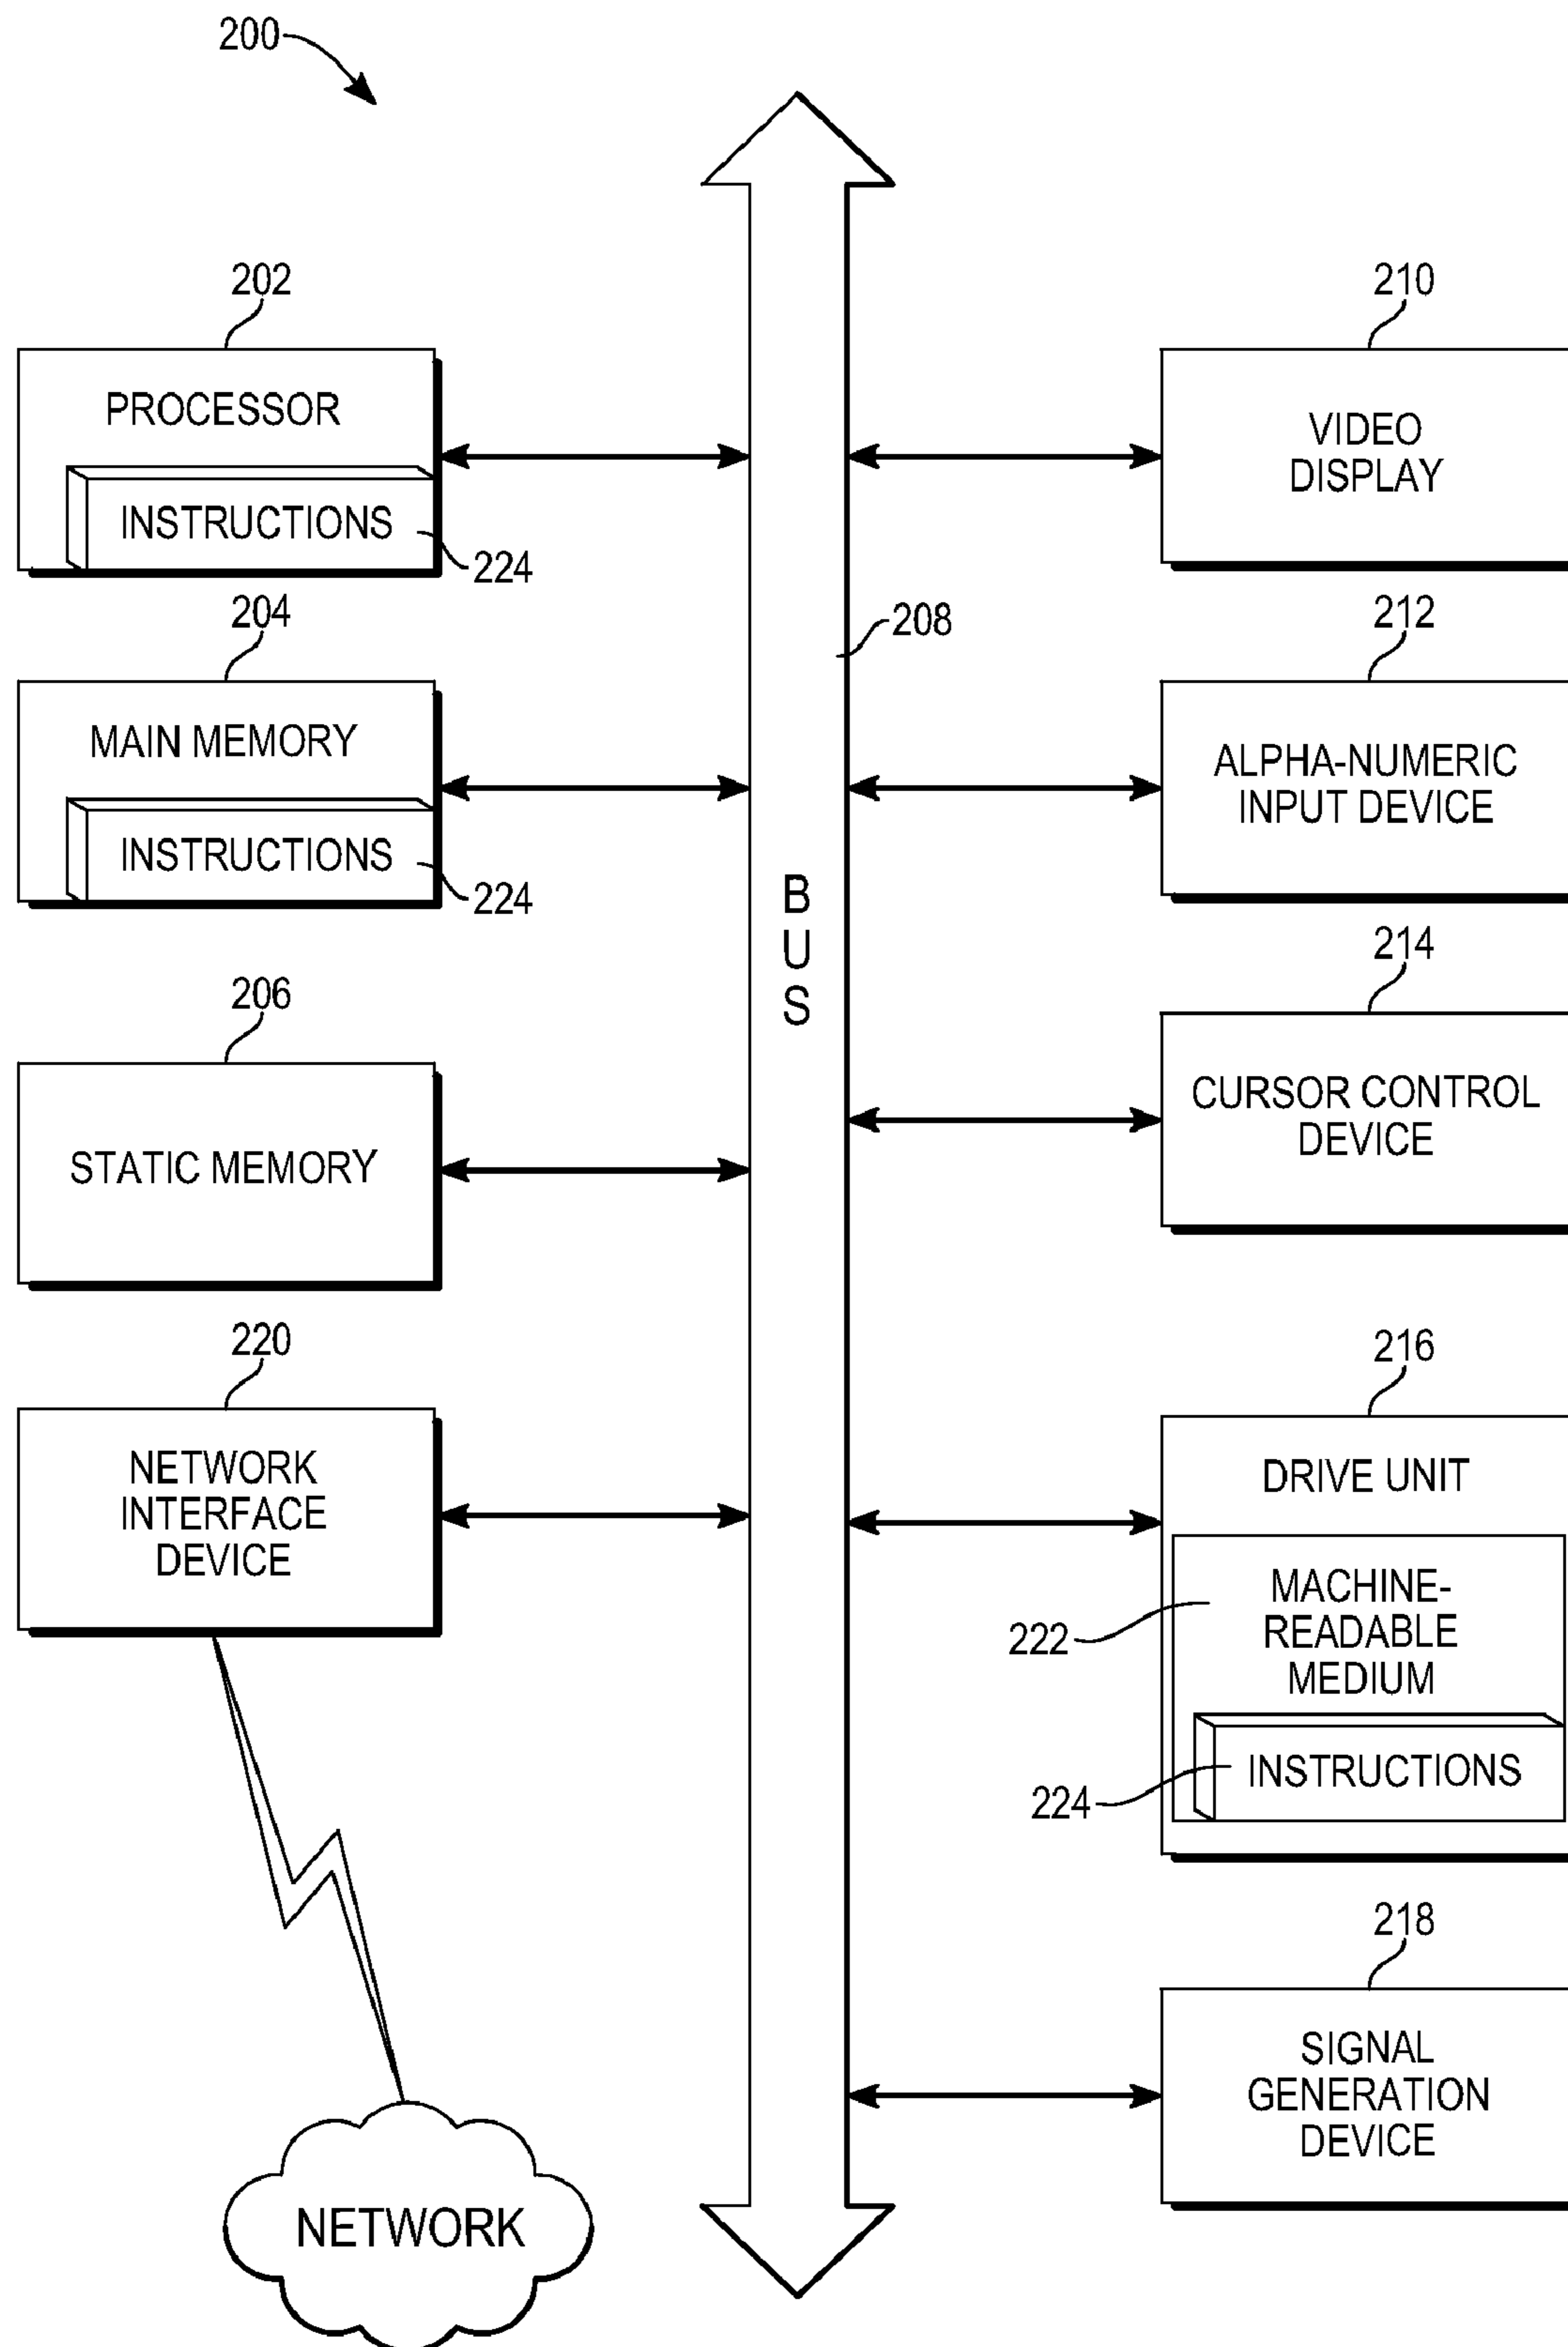 200
202
PROCESSOR
INSTRUCTIONS
224
204
MAIN MEMORY
INSTRUCTIONS
224
206
STATIC MEMORY
220
NETWORK
INTERFACE
DEVICE
NETWORK
208
BUS
210
VIDEO
DISPLAY
212
ALPHA-NUMERIC
INPUT DEVICE
214
CURSOR CONTROL
DEVICE
216
DRIVE UNIT
222
MACHINE-
READABLE
MEDIUM
224
INSTRUCTIONS
218
SIGNAL
GENERATION
DEVICE